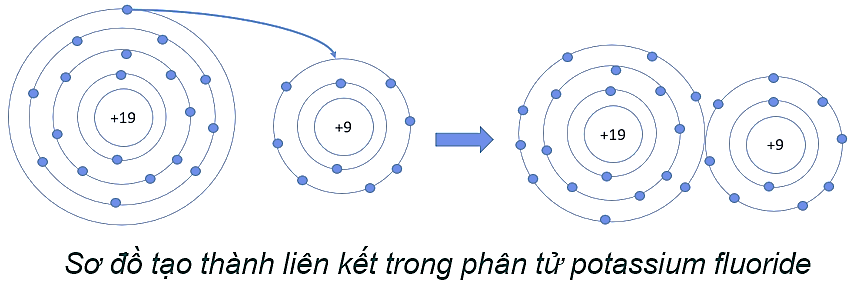 +19
+9
+19
+9
Sơ đồ tạo thành liên kết trong phân tử potassium fluoride